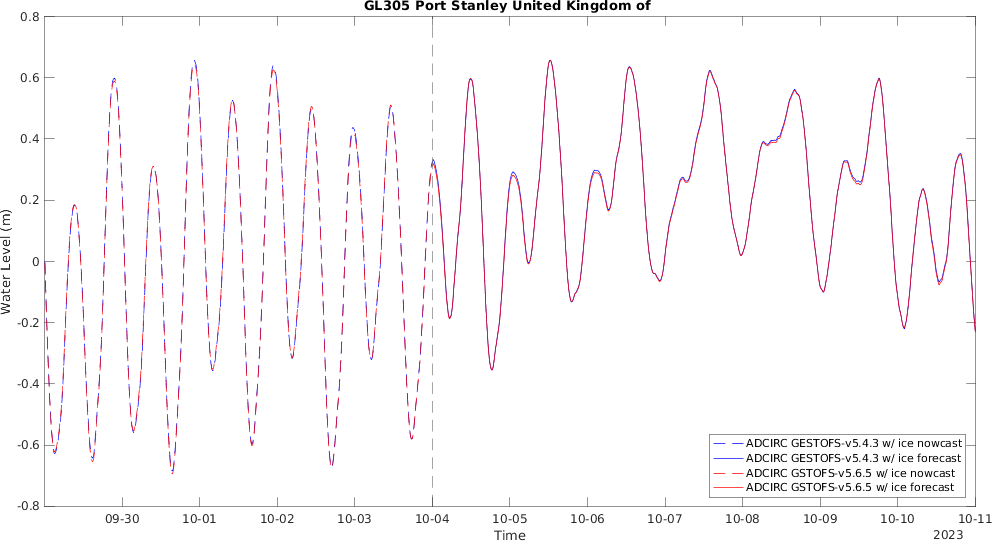 GL305 Port Stanley United Kingdom of
0.8
0.6
0.4
0.2
0
-0.2
-0.4
-0.6
-0.8
Water Level (m)
ADCIRC GESTOFS-v5.4.3 w/ ice nowcast
ADCIRC GESTOFS-v5.4.3 w/ ice forecast
ADCIRC GSTOFS-v5.6.5 w/ ice nowcast
ADCIRC GSTOFS-v5.6.5 w/ ice forecast
09-30 10-01 10-02 10-03 10-04 10-05 10-06 10-07 10-08 10-09 10-10 10-11
Time
2023